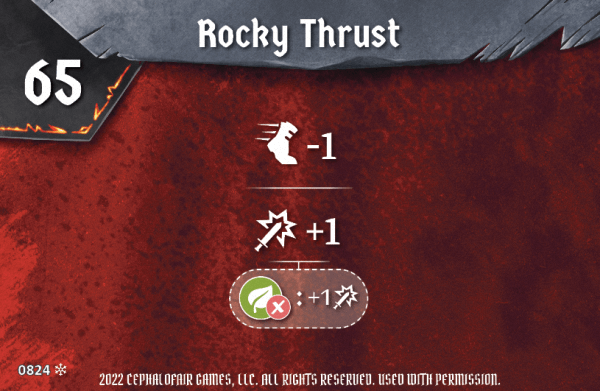 Rocky Thrust
65
-1
+1
: +1
0824
2022 CEPHALOFAIR GAMES, LLC. ALL RIGHTS RESERVED. USED WITH PERMISSION.